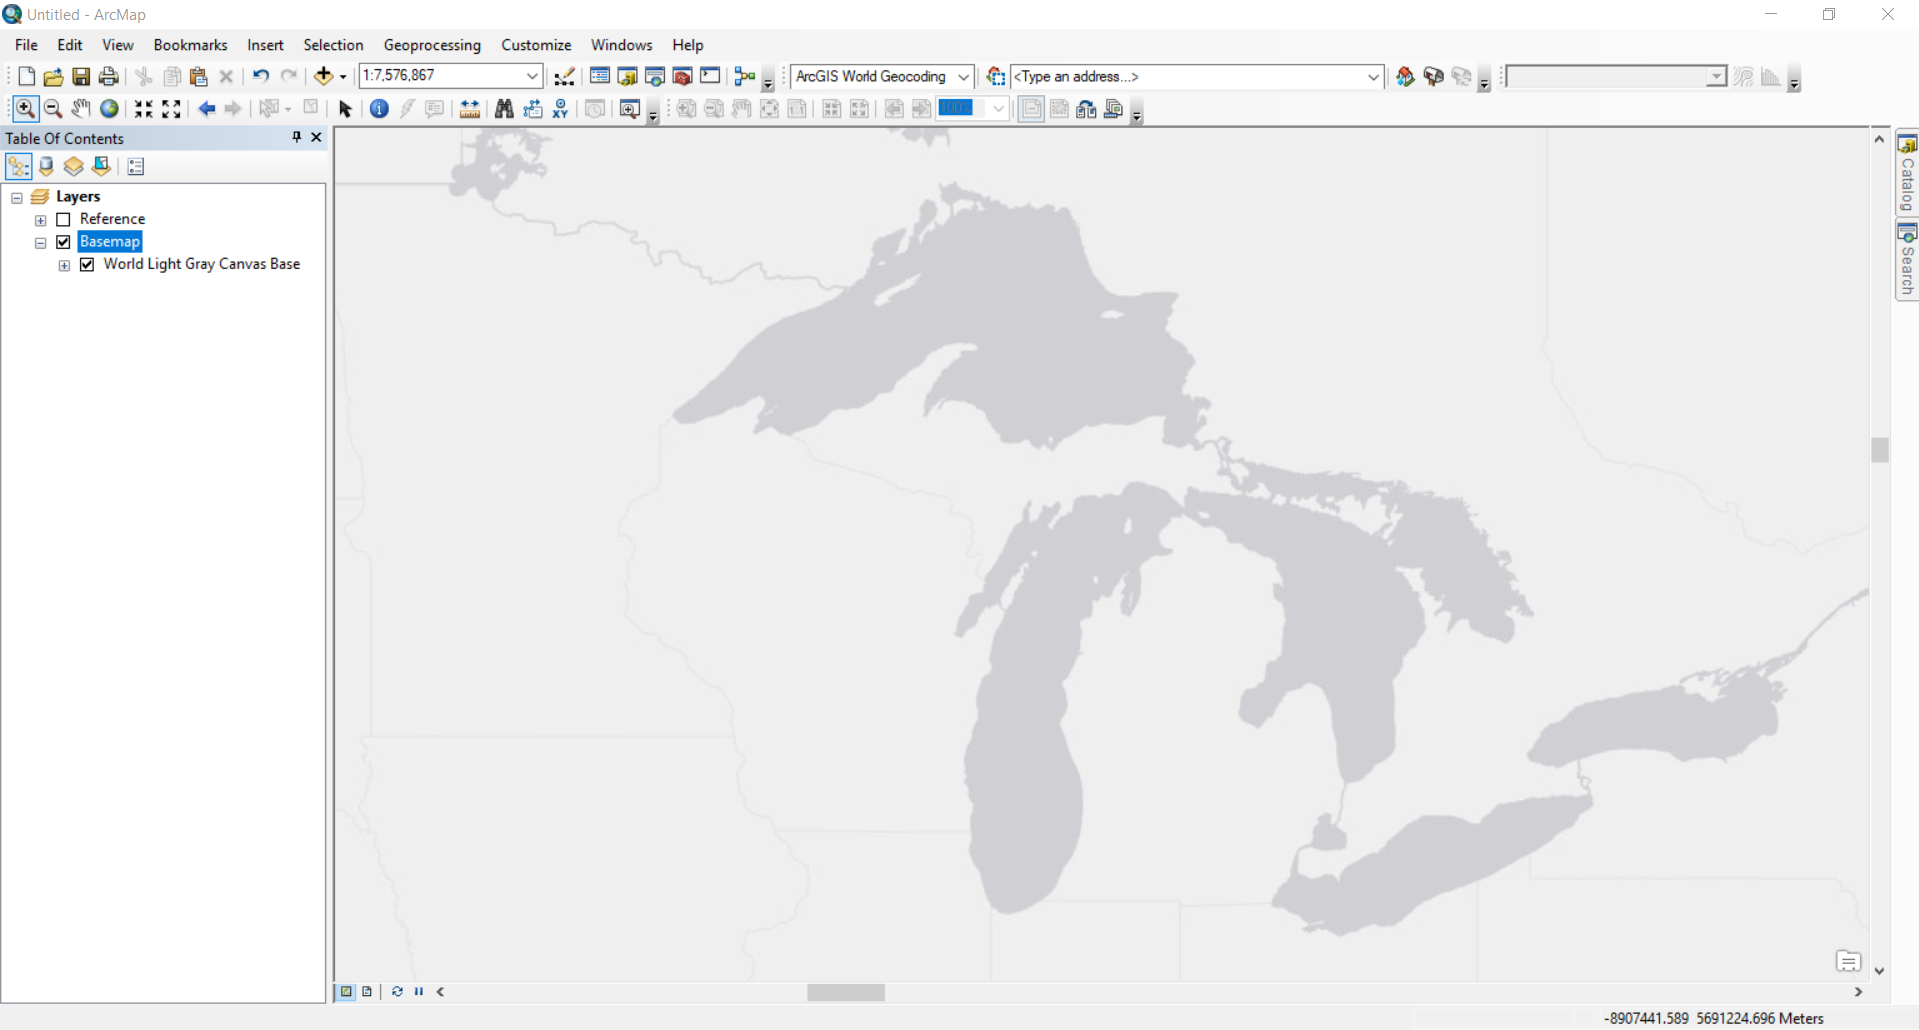 Untitled - ArcMap
File Edit View Bookmarks Insert Selection Geoprocessing Customize Windows Help
1:7,576,867 ArcGIS World Geocoding <Type an address...>
100%
Table Of Contents
Layers
Reference
Basemap
World Light Gray Canvas Base
Catalog
Search
-8907441.589 5691224.696 Meters